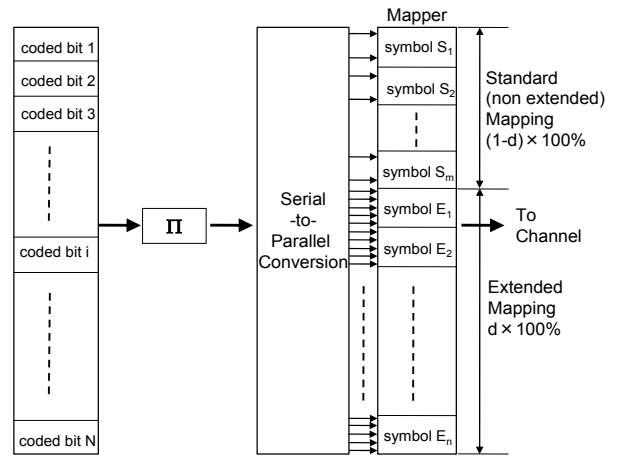 Mapper
coded bit 1
coded bit 2
coded bit 3
coded bit i
coded bit N
Π
Serial
-to-
Parallel
Conversion
symbol S1
symbol S2
symbol Sm
symbol E1
symbol E2
symbol En
Standard
(non extended)
Mapping
(1-d)×100%
To
Channel
Extended
Mapping
d×100%